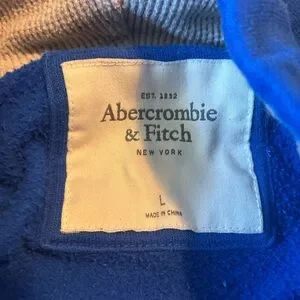 EST. 1892
Abercrombie
& Fitch
NEW YORK
L
MADE IN CHINA